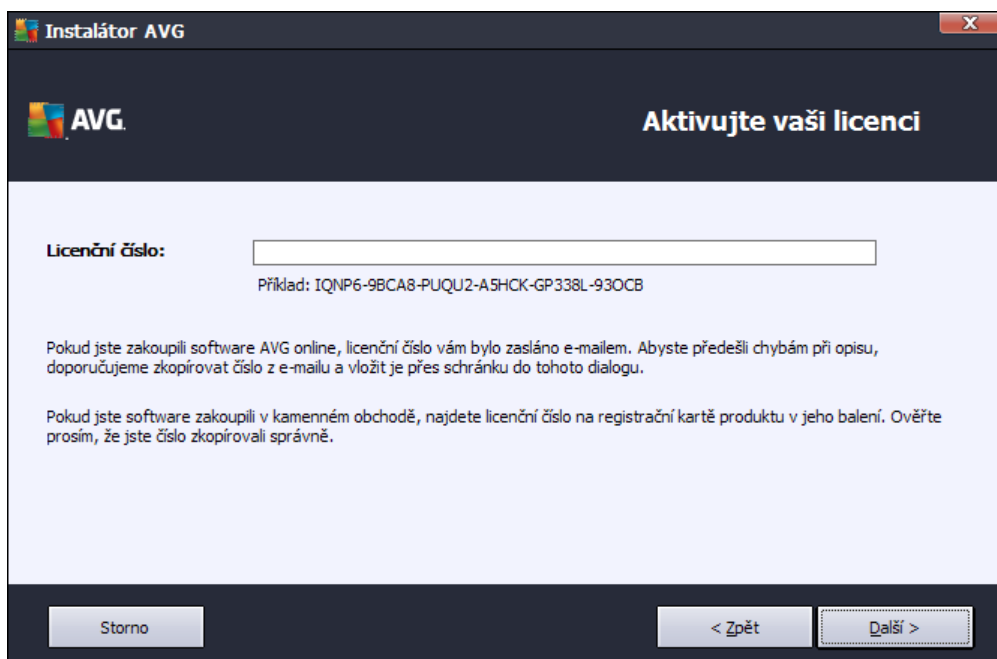 Instalátor AVG
AVG.
Aktivujte vaši licenci
Licenční číslo:
Příklad: IQNP6-9BCA8-PUQU2-A5HCK-GP338L-93OCB
Pokud jste zakoupili software AVG online, licenční číslo vám bylo zasláno e-mailem. Abyste předešli chybám při opisu,
doporučujeme zkopírovat číslo z e-mailu a vložit je přes schránku do tohoto dialogu.
Pokud jste software zakoupili v kamenném obchodě, najdete licenční číslo na registrační kartě produktu v jeho balení. Ověřte
prosím, že jste číslo zkopírovali správně.
Storno
< Zpět
Další >